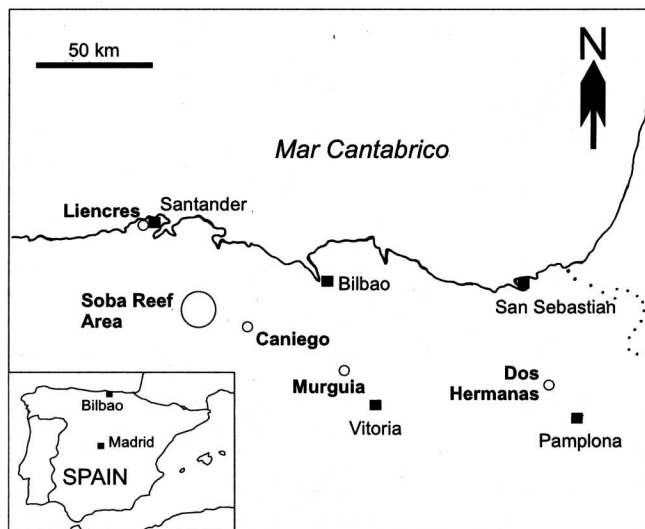 50 km
N
Mar Cantabrico
Santander
Liencres
Bilbao
San Sebastian
Soba Reef
Area
Caniego
Murguia
Vitoria
Dos
Hermanas
Pamplona
Bilbao
Madrid
SPAIN